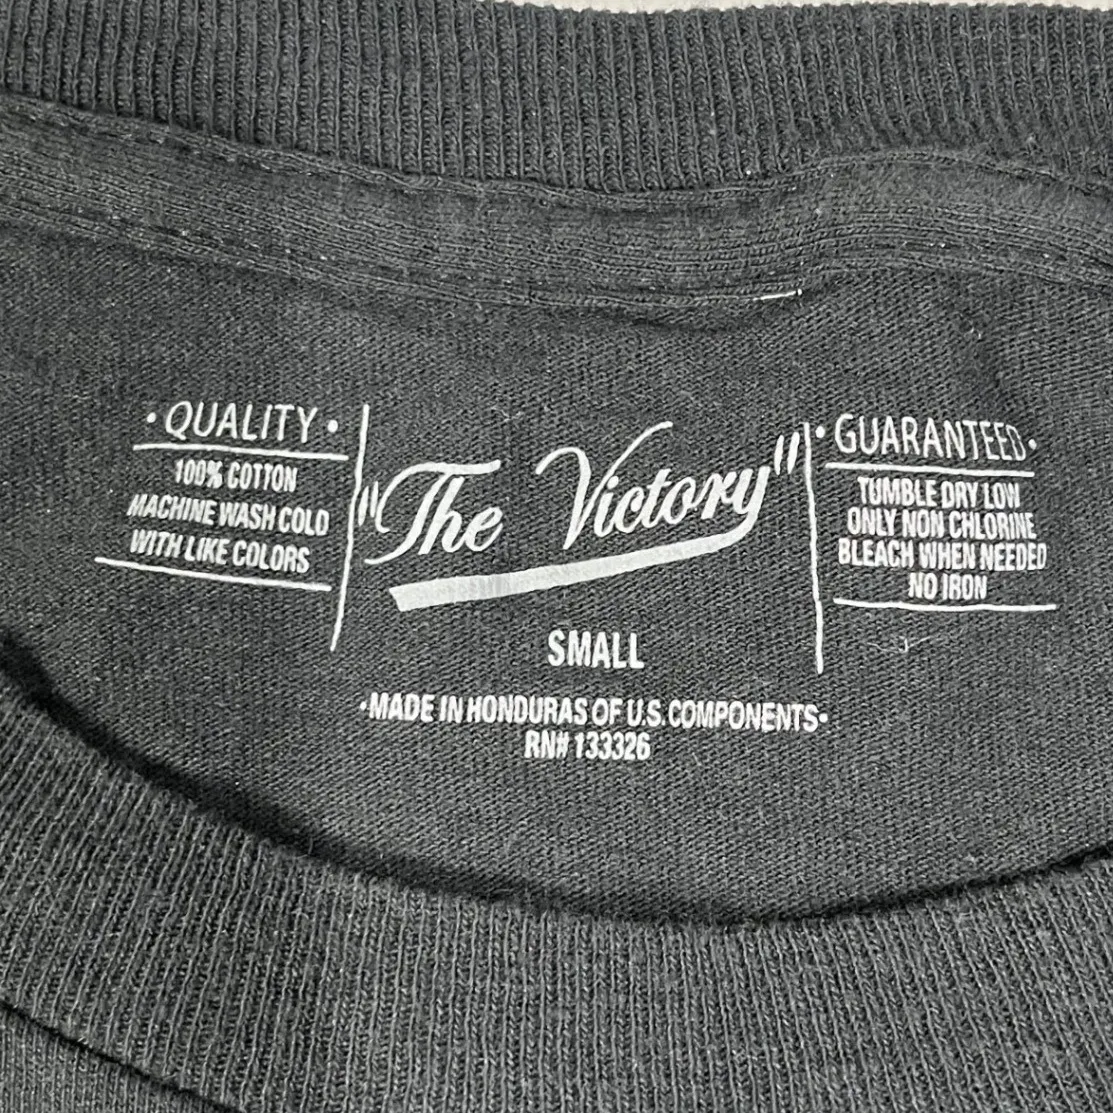 • QUALITY •
100% COTTON
MACHINE WASH COLD
WITH LIKE COLORS
"The Victory"
SMALL
• GUARANTEED •
TUMBLE DRY LOW
ONLY NON CHLORINE
BLEACH WHEN NEEDED
NO IRON
•MADE IN HONDURAS OF U.S. COMPONENTS•
RN# 133326